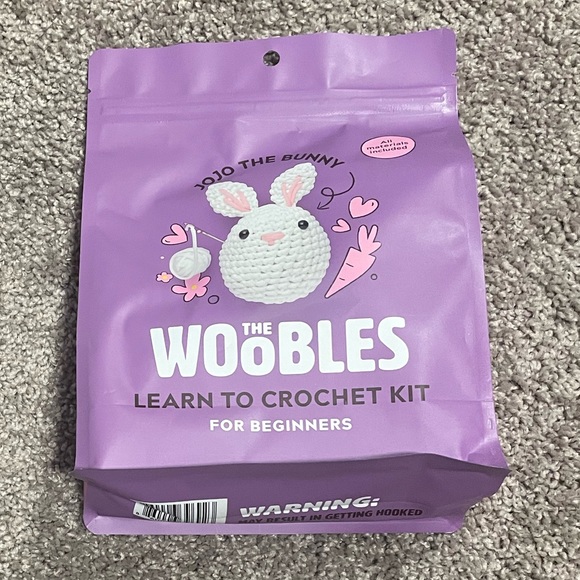 All
materials
included
JOJO THE BUNNY
THE
WOOBLES
LEARN TO CROCHET KIT
FOR BEGINNERS
WARNING:
MAY RESULT IN GETTING HOOKED